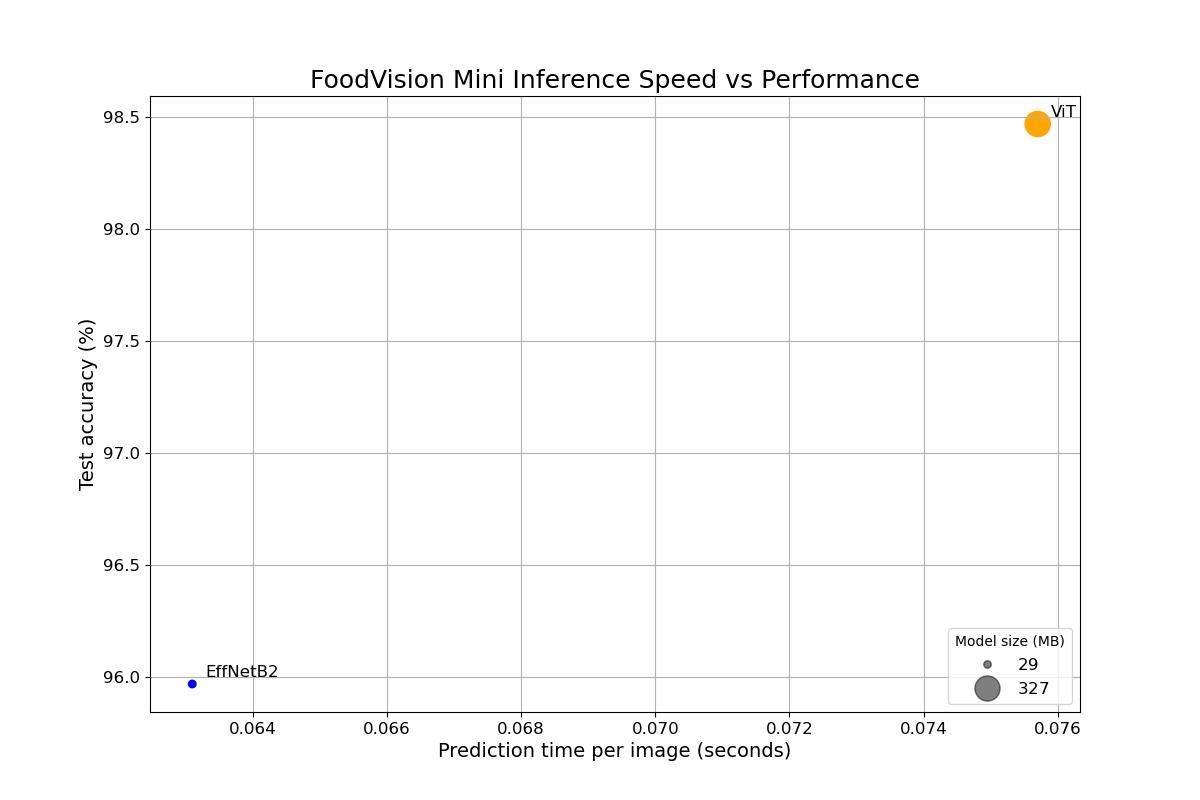 FoodVision Mini Inference Speed vs Performance
98.5
98.0
97.5
97.0
96.5
96.0
Test accuracy (%)
ViT
EffNetB2
Model size (MB)
29
327
0.064 0.066 0.068 0.070 0.072 0.074 0.076
Prediction time per image (seconds)